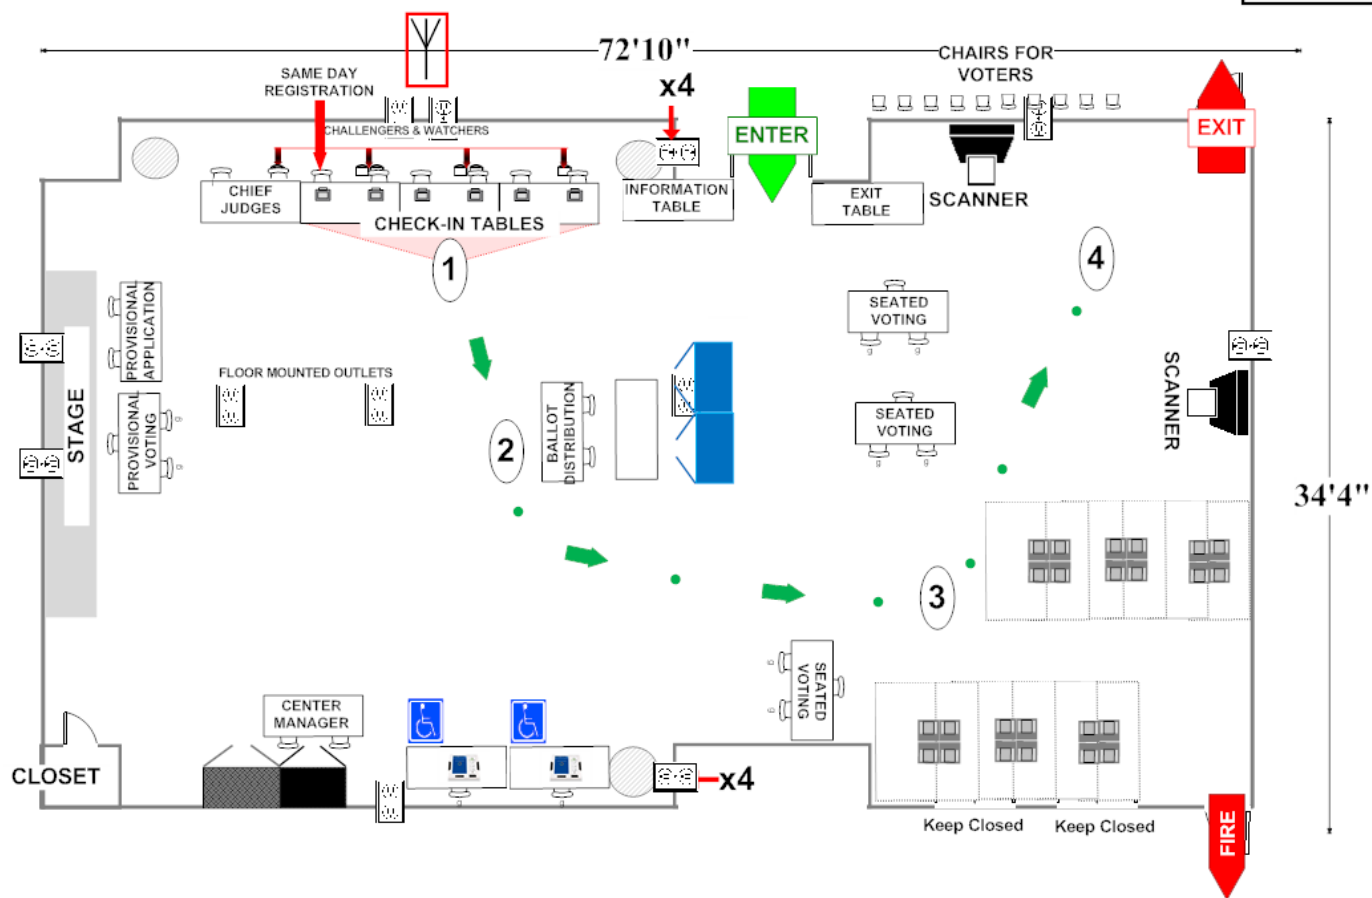 72'10"
CHAIRS FOR
VOTERS
SAME DAY
REGISTRATION
x4
CHALLENGERS & WATCHERS
ENTER
EXIT
CHIEF
JUDGES
CHECK-IN TABLES
INFORMATION
TABLE
EXIT
TABLE
SCANNER
1
4
PROVISIONAL
APPLICATION
SEATED
VOTING
STAGE
FLOOR MOUNTED OUTLETS
PROVISIONAL
VOTING
2
BALLOT
DISTRIBUTION
SEATED
VOTING
SCANNER
34'4"
3
SEATED
VOTING
CENTER
MANAGER
CLOSET
x4
Keep Closed
Keep Closed
FIRE